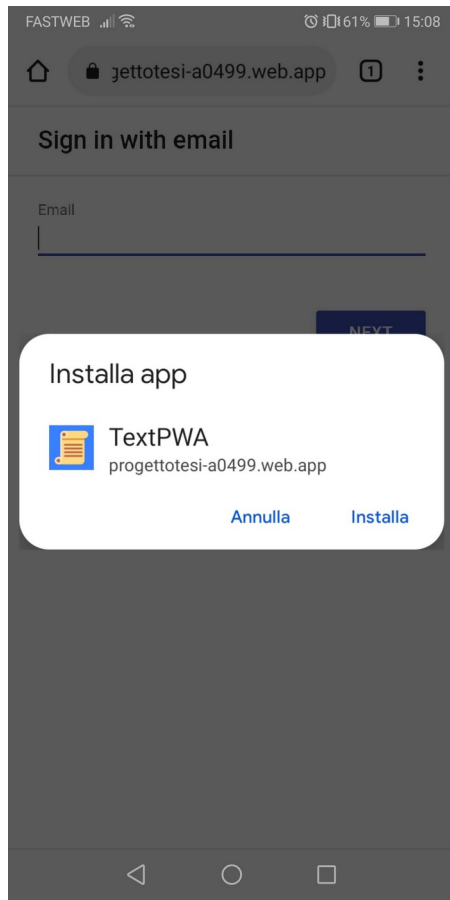 FASTWEB 61% 15:08
gettotesi-a0499.web.app 1
Sign in with email
Email
NEXT
Installa app
TextPWA
progettotesi-a0499.web.app
Annulla Installa